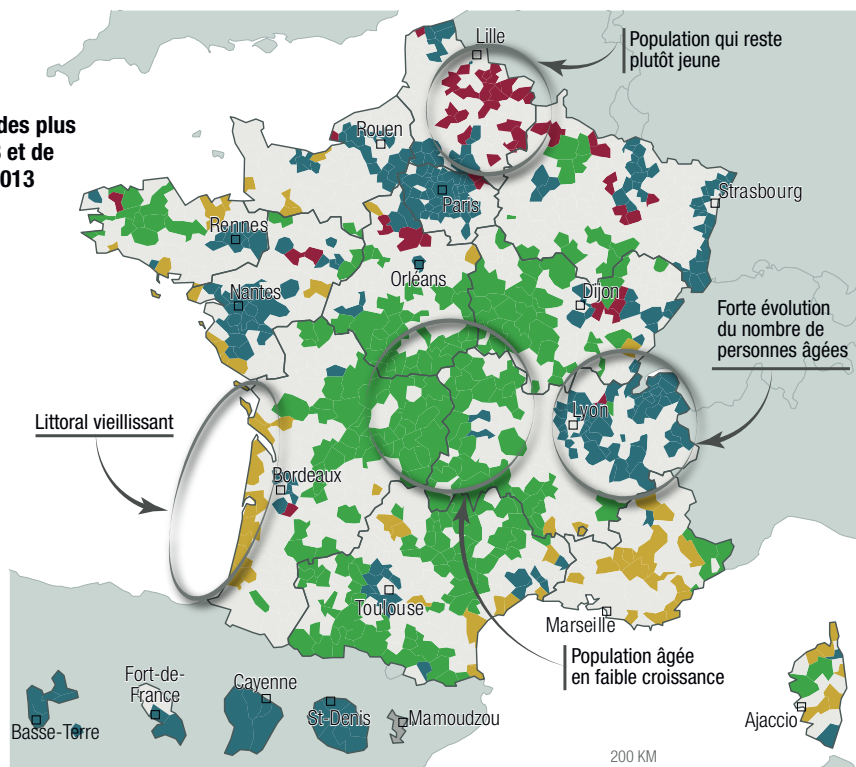 des plus
3 et de
2013
Lille
Population qui reste
plutôt jeune
Rouen
Paris
Strasbourg
Rennes
Orléans
Nantes
Dijon
Forte évolution
du nombre de
personnes âgées
Littoral vieillissant
Lyon
Bordeaux
Toulouse
Marseille
Population âgée
en faible croissance
Fort-de-
France
Cayenne
St-Denis
Mamoudzou
Basse-Terre
Ajaccio
200 KM